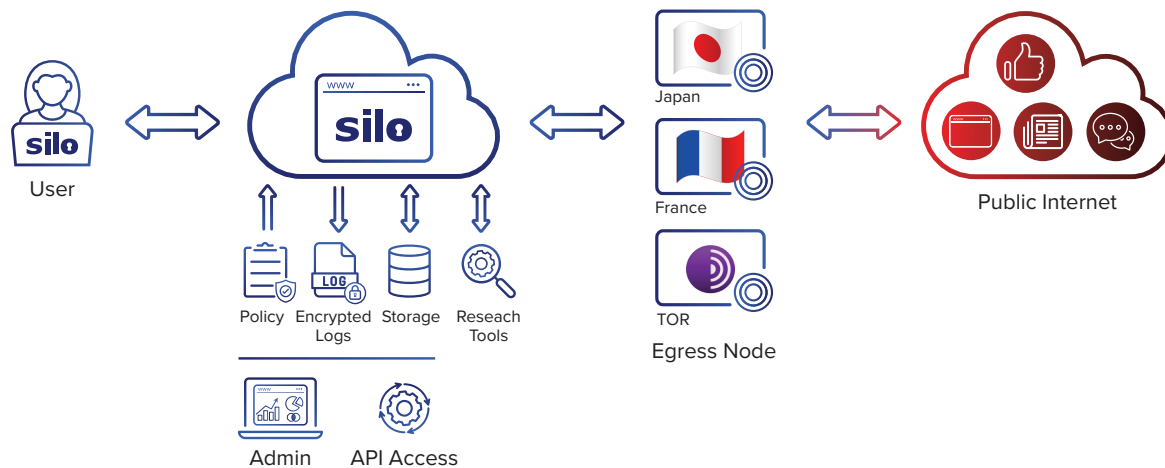 silo
User
www
silo
Policy
Encrypted
Logs
LOG
Storage
Reseach
Tools
www
Admin
API Access
Japan
France
TOR
Egress Node
Public Internet